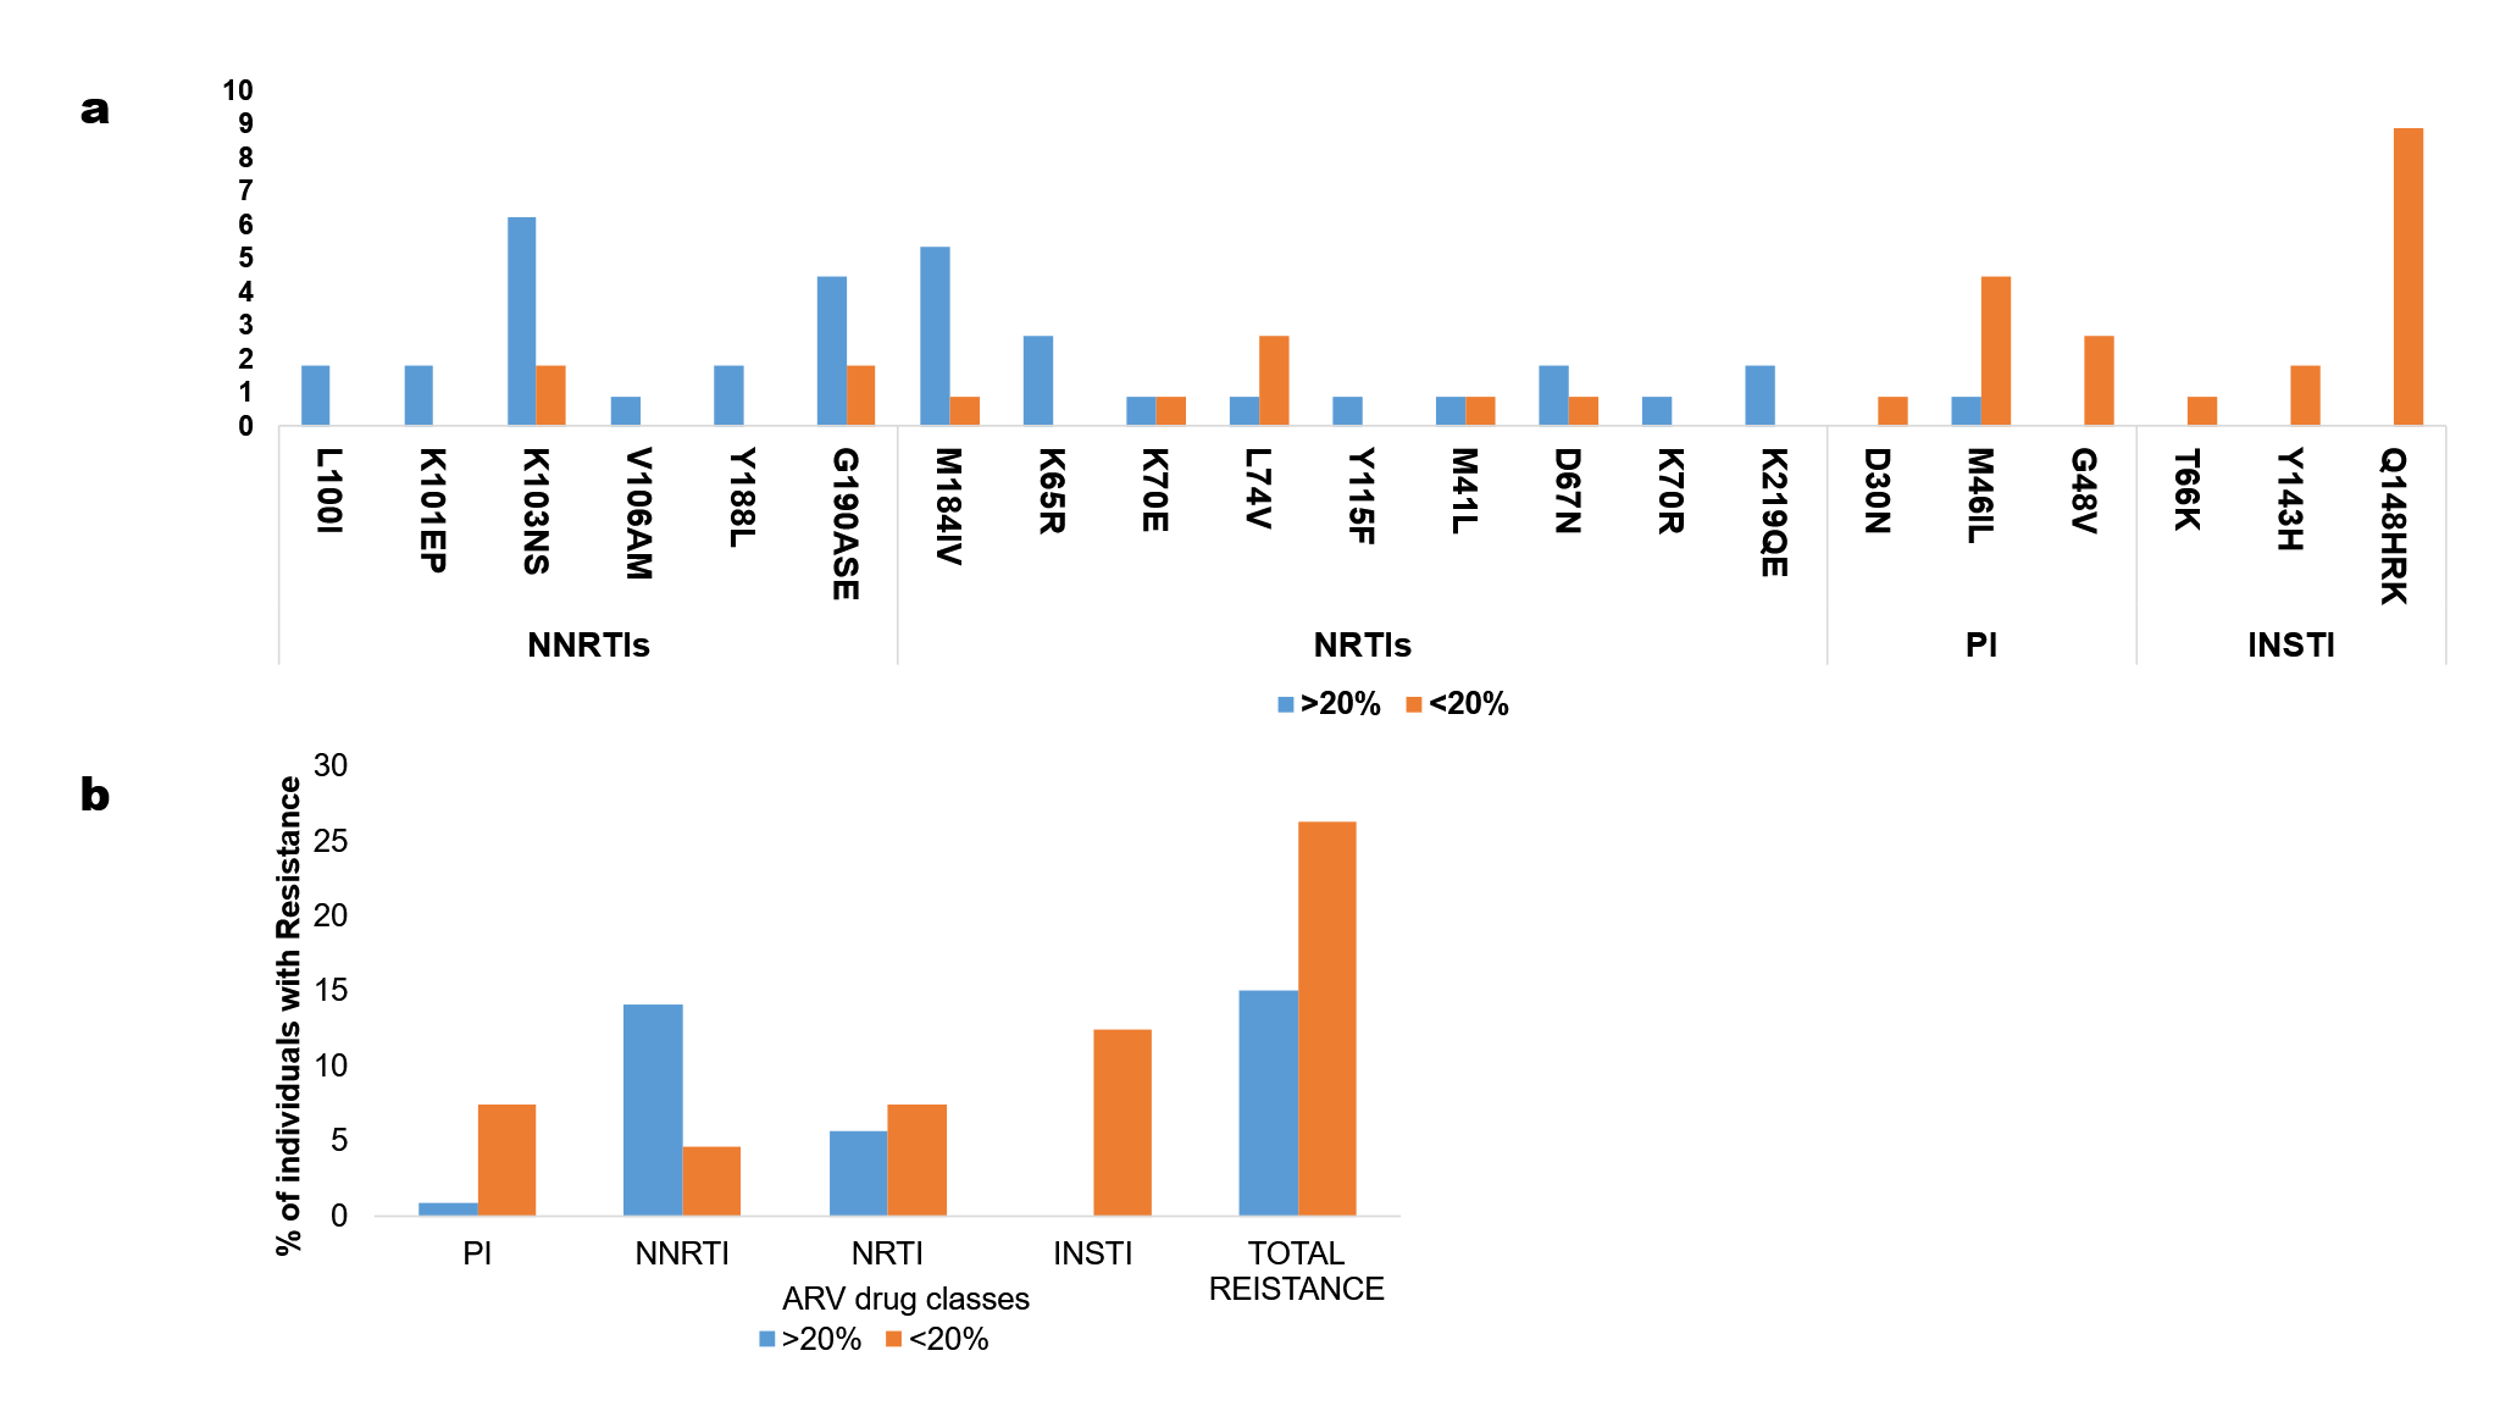 a
10
9
8
7
6
5
4
3
2
1
0
L100I
K101EP
K103NS
V106AM
Y188L
G190ASE
M184IV
K65R
K70E
L74V
Y115F
M41L
D67N
K70R
K219QE
D30N
M46IL
G48V
T66K
Y143H
Q148HRK
NNRTIs
NRTIs
PI
INSTI
>20%
<20%
b
% of individuals with Resistance
30
25
20
15
10
5
0
PI
NNRTI
NRTI
INSTI
TOTAL
REISTANCE
ARV drug classes
>20%
<20%